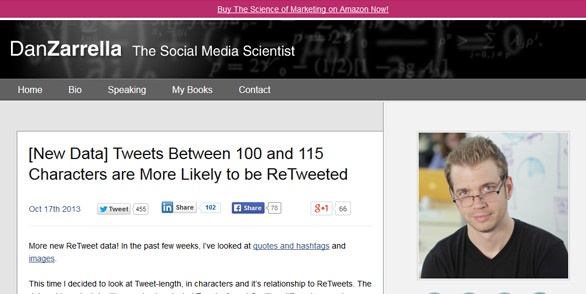 Buy The Science of Marketing on Amazon Now!
DanZarrella The Social Media Scientist
Home Bio Speaking My Books Contact
[New Data] Tweets Between 100 and 115
Characters are More Likely to be ReTweeted
Oct 17th 2013 Tweet 455 in Share 102 f Share 78 g+1 66
More new ReTweet data! In the past few weeks, I've looked at quotes and hashtags and
images.
This time I decided to look at Tweet-length, in characters and it's relationship to ReTweets. The